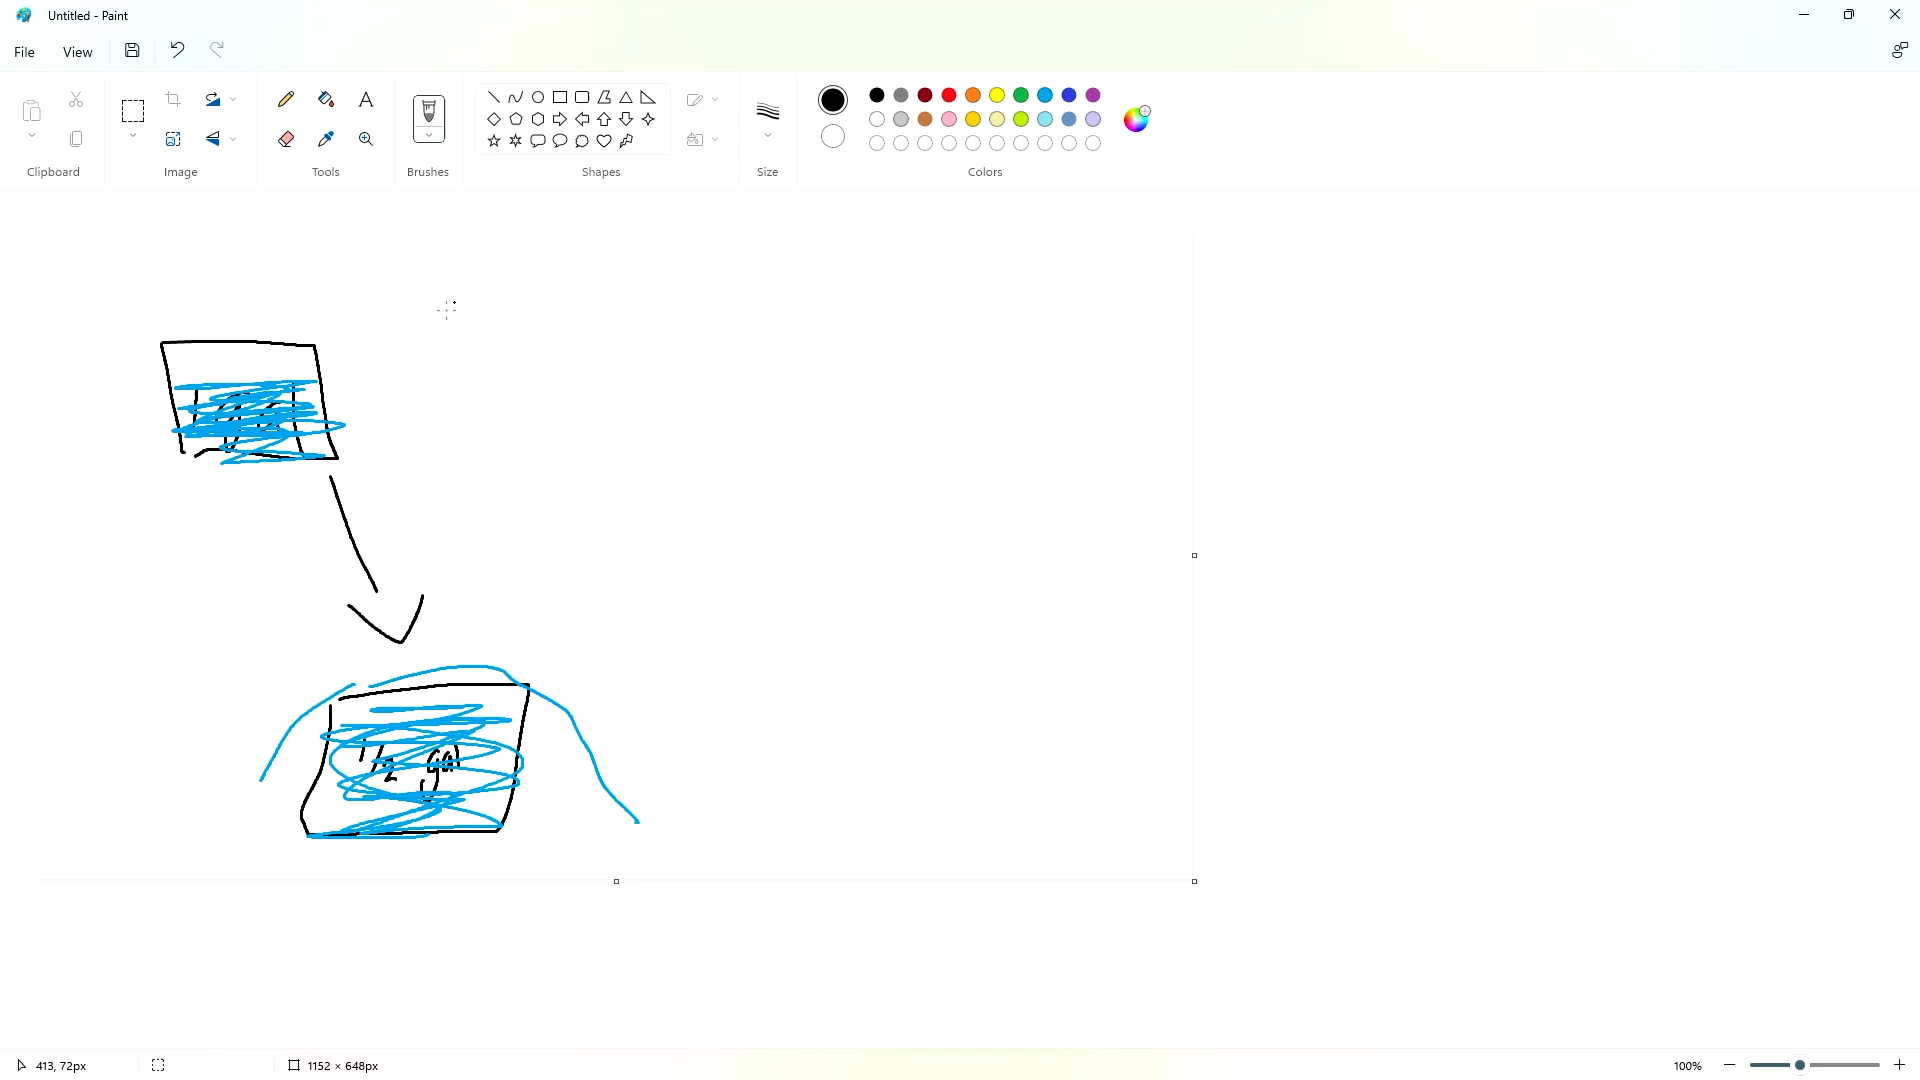 Untitled - Paint
File View
Clipboard Image Tools Brushes Shapes Size Colors
413, 72px 1152 × 648px 100%